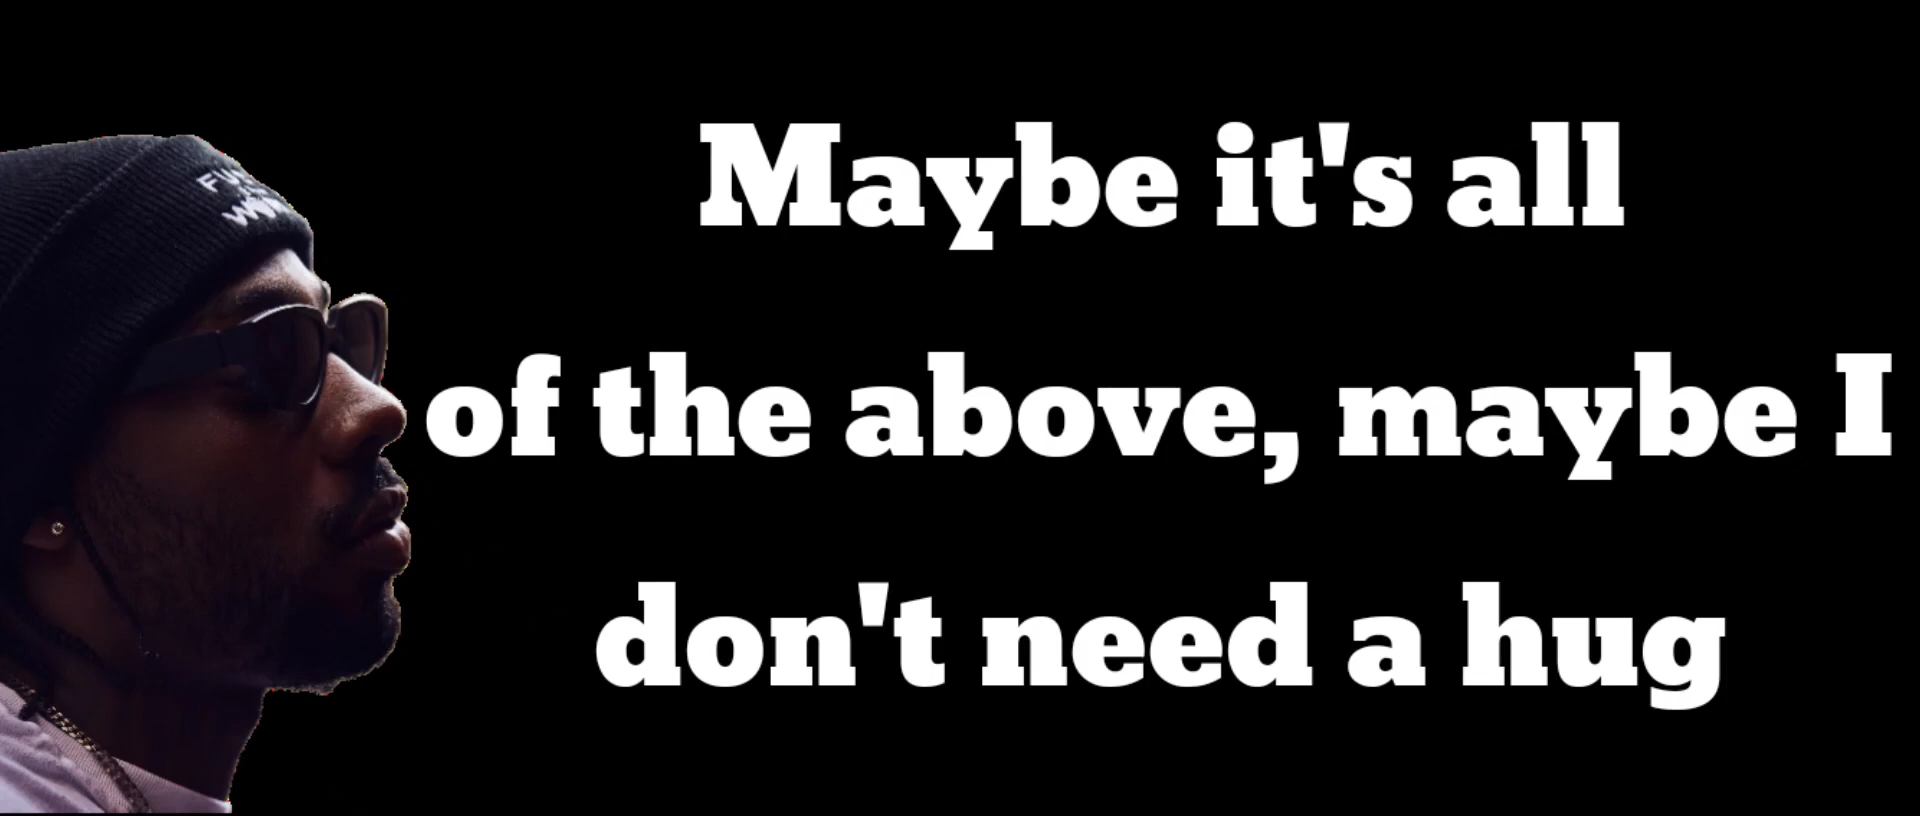 Maybe it's all
of the above, maybe I
don't need a hug